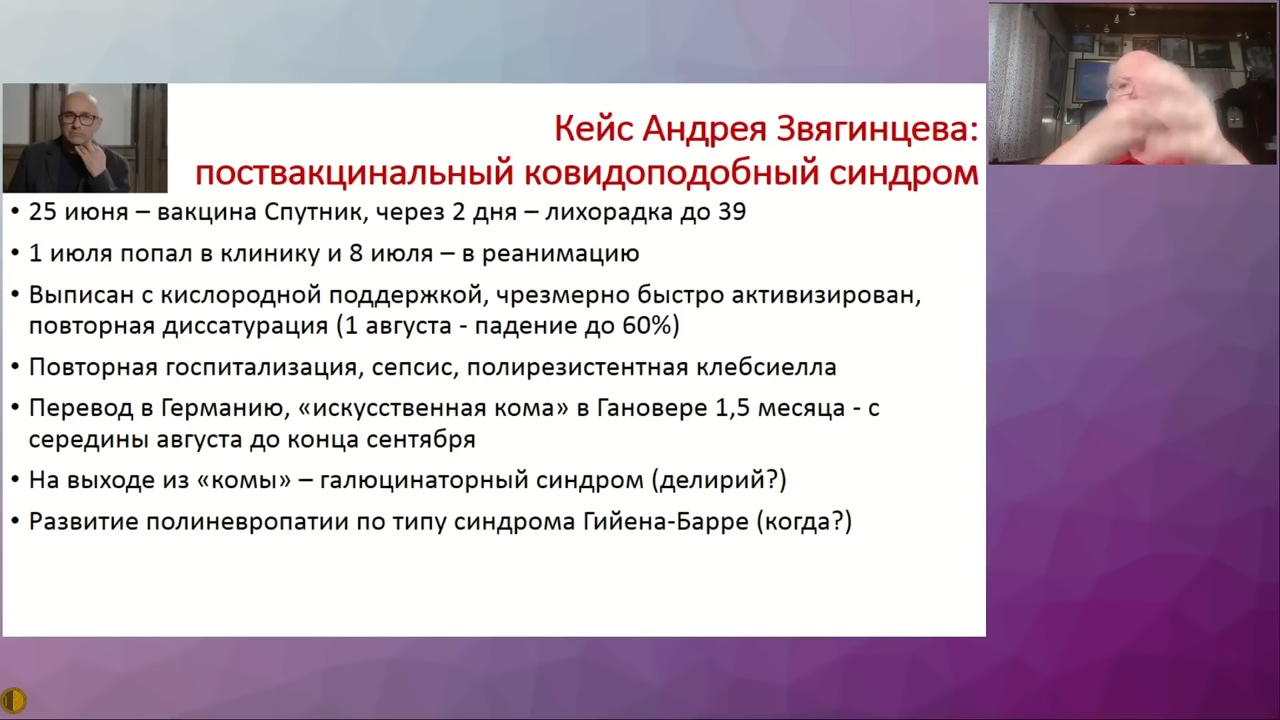 Кейс Андрея Звягинцева:
поствакцинальный ковидоподобный синдром
• 25 июня – вакцина Спутник, через 2 дня – лихорадка до 39
• 1 июля попал в клинику и 8 июля – в реанимацию
• Выписан с кислородной поддержкой, чрезмерно быстро активизирован,
повторная диссатурация (1 августа - падение до 60%)
• Повторная госпитализация, сепсис, полирезистентная клебсиелла
• Перевод в Германию, «искусственная кома» в Гановере 1,5 месяца - с
середины августа до конца сентября
• На выходе из «комы» – галюцинаторный синдром (делирий?)
• Развитие полиневропатии по типу синдрома Гийена-Барре (когда?)